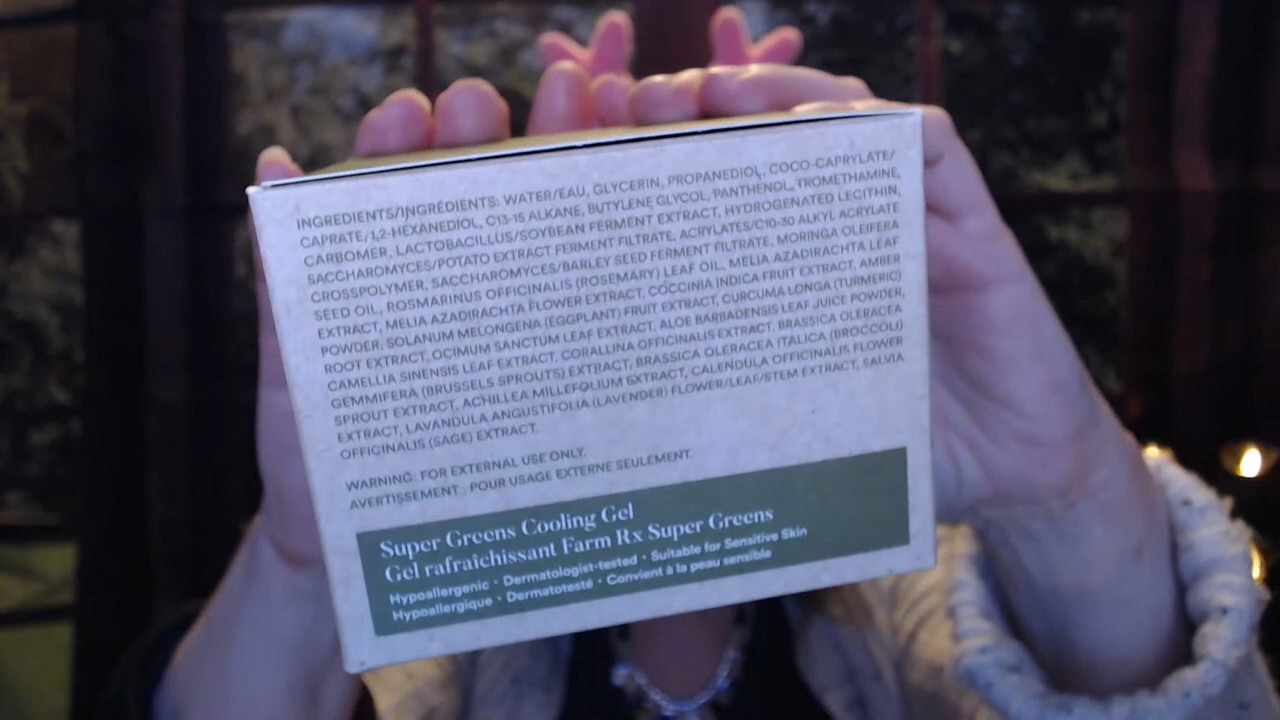 INGREDIENTS/INGRÉDIENTS: WATER/EAU, GLYCERIN, PROPANEDIOL, COCO-CAPRYLATE/
CAPRATE, 1,2-HEXANEDIOL, C13-15 ALKANE, BUTYLENE GLYCOL, PANTHENOL, TROMETHAMINE,
CARBOMER, LACTOBACILLUS/SOYBEAN FERMENT EXTRACT, HYDROGENATED LECITHIN,
SACCHAROMYCES/POTATO EXTRACT FERMENT FILTRATE, ACRYLATES/C10-30 ALKYL ACRYLATE
CROSSPOLYMER, SACCHAROMYCES/BARLEY SEED FERMENT FILTRATE, MORINGA OLEIFERA
SEED OIL, ROSMARINUS OFFICINALIS (ROSEMARY) LEAF OIL, MELIA AZADIRACHTA LEAF
EXTRACT, MELIA AZADIRACHTA FLOWER EXTRACT, COCCINIA INDICA FRUIT EXTRACT, AMBER
POWDER, SOLANUM MELONGENA (EGGPLANT) FRUIT EXTRACT, CURCUMA LONGA (TURMERIC)
ROOT EXTRACT, OCIMUM SANCTUM LEAF EXTRACT, ALOE BARBADENSIS LEAF JUICE POWDER,
CAMELLIA SINENSIS LEAF EXTRACT, CORALLINA OFFICINALIS EXTRACT, BRASSICA OLERACEA
GEMMIFERA (BRUSSELS SPROUTS) EXTRACT, BRASSICA OLERACEA ITALICA (BROCCOLI)
SPROUT EXTRACT, ACHILLEA MILLEFOLIUM EXTRACT, CALENDULA OFFICINALIS FLOWER
EXTRACT, LAVANDULA ANGUSTIFOLIA (LAVENDER) FLOWER/LEAF/STEM EXTRACT, SALVIA
OFFICINALIS (SAGE) EXTRACT.
WARNING: FOR EXTERNAL USE ONLY.
AVERTISSEMENT : POUR USAGE EXTERNE SEULEMENT.
Super Greens Cooling Gel
Gel rafraîchissant Farm Rx Super Greens
Hypoallergenic · Dermatologist-tested · Suitable for Sensitive Skin
Hypoallergique · Dermatotesté · Convient à la peau sensible